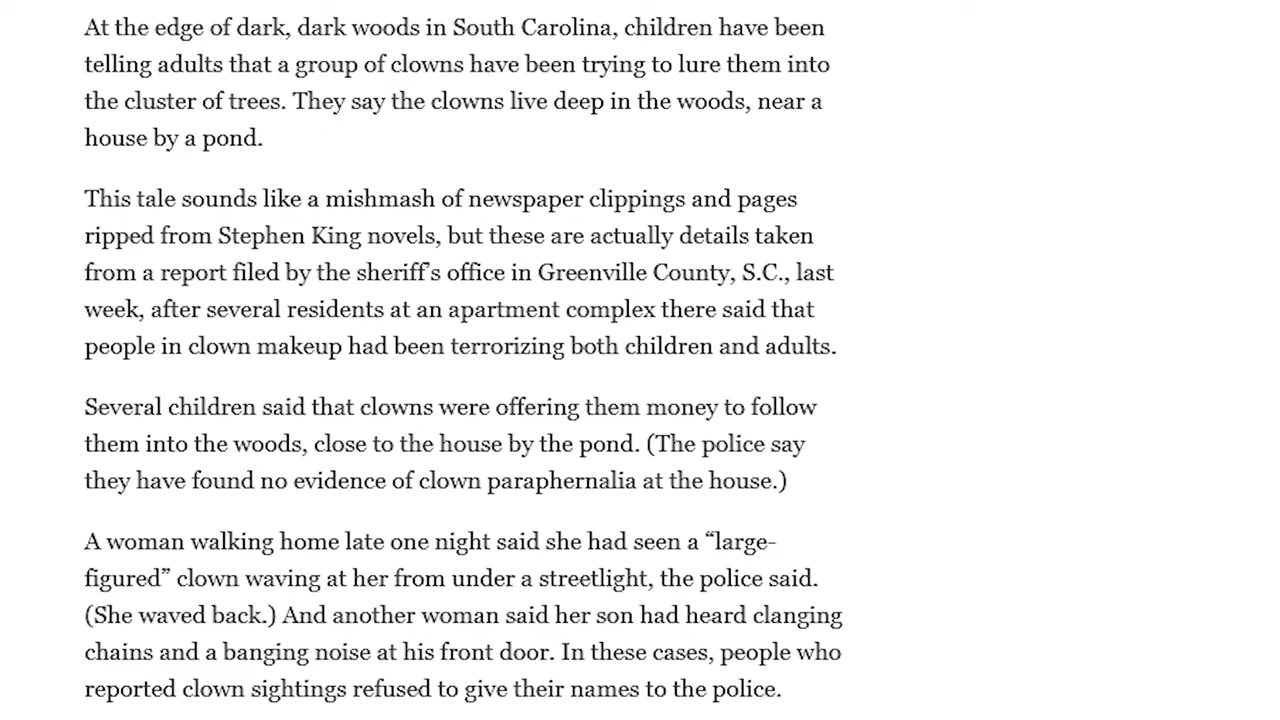 At the edge of dark, dark woods in South Carolina, children have been
telling adults that a group of clowns have been trying to lure them into
the cluster of trees. They say the clowns live deep in the woods, near a
house by a pond.
This tale sounds like a mishmash of newspaper clippings and pages
ripped from Stephen King novels, but these are actually details taken
from a report filed by the sheriff’s office in Greenville County, S.C., last
week, after several residents at an apartment complex there said that
people in clown makeup had been terrorizing both children and adults.
Several children said that clowns were offering them money to follow
them into the woods, close to the house by the pond. (The police say
they have found no evidence of clown paraphernalia at the house.)
A woman walking home late one night said she had seen a “large-
figured” clown waving at her from under a streetlight, the police said.
(She waved back.) And another woman said her son had heard clanging
chains and a banging noise at his front door. In these cases, people who
reported clown sightings refused to give their names to the police.